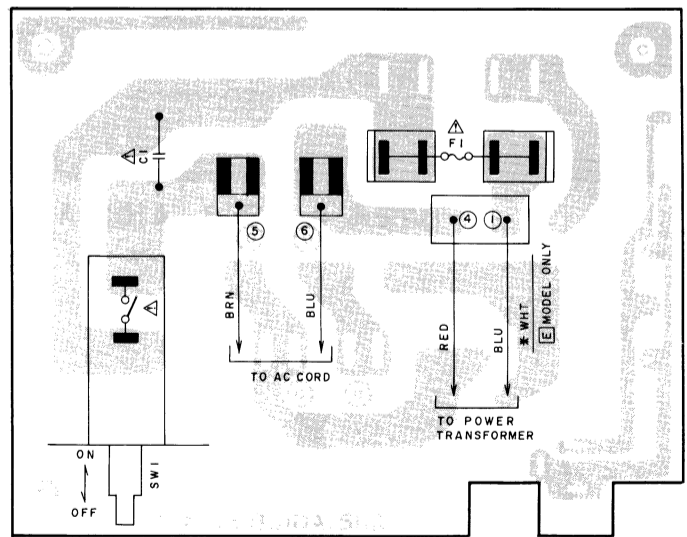 C1
F1
5
6
4
1
BRN
BLU
RED
BLU
* WHT
E MODEL ONLY
TO AC CORD
TO POWER
TRANSFORMER
ON
OFF
SW1